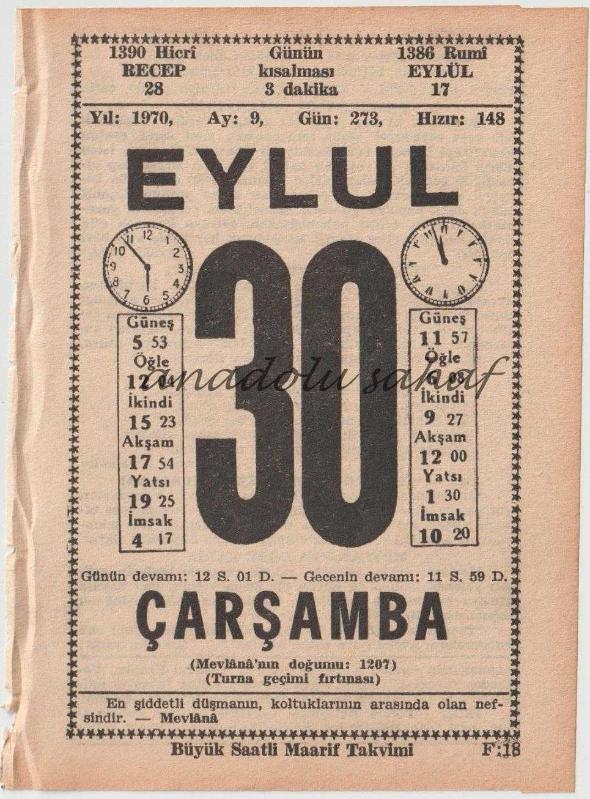 1390 Hicrî Günün 1386 Rumî
RECEP kısalması EYLÜL
28 3 dakika 17
Yıl: 1970, Ay: 9, Gün: 273, Hızır: 148
EYLUL
30
Güneş
5 53
Öğle
12
İkindi
15 23
Akşam
17 54
Yatsı
19 25
İmsak
4 17
Güneş
11 57
Öğle
6 08
İkindi
9 27
Akşam
12 00
Yatsı
1 30
İmsak
10 20
anadolu sahaf
Günün devamı: 12 S. 01 D. — Gecenin devamı: 11 S. 59 D.
ÇARŞAMBA
(Mevlânâ'nın doğumu: 1207)
(Turna geçimi fırtınası)
En şiddetli düşmanın, koltuklarının arasında olan nef-
sindir. — Mevlânâ
Büyük Saatli Maarif Takvimi F:18